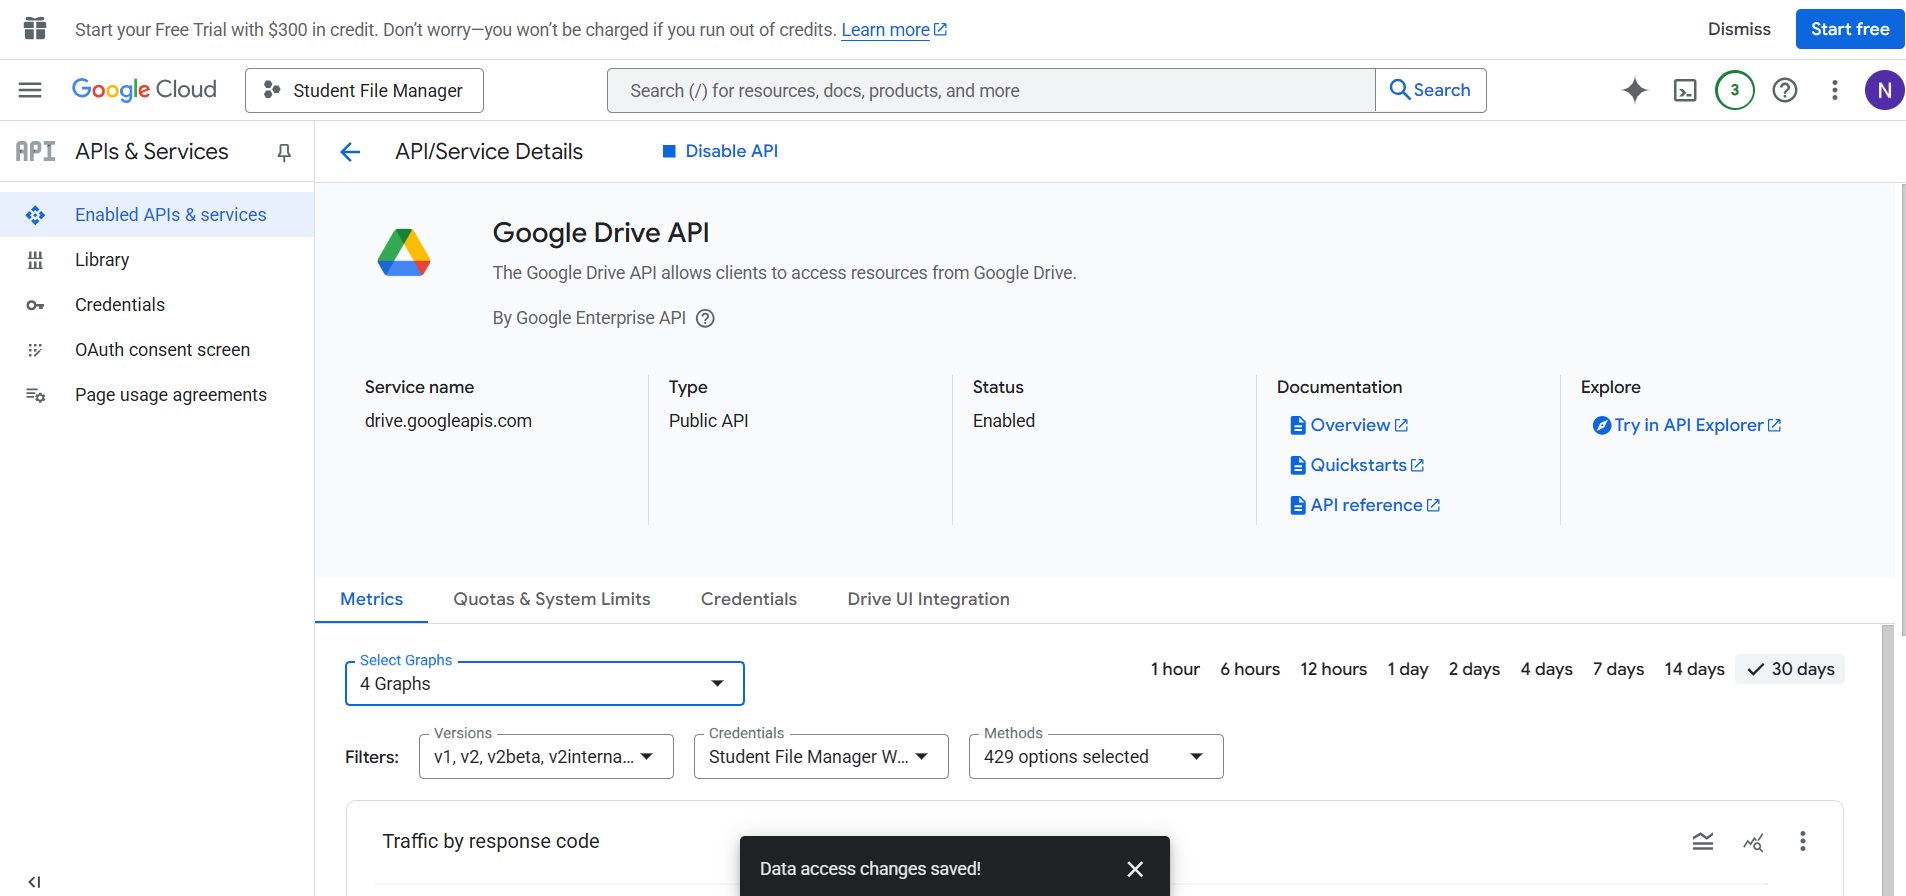 Start your Free Trial with $300 in credit. Don't worry—you won't be charged if you run out of credits. Learn more
Dismiss
Start free
Google Cloud
Student File Manager
Search (/) for resources, docs, products, and more
Search
3
N
API
APIs & Services
API/Service Details
Disable API
Enabled APIs & services
Library
Credentials
OAuth consent screen
Page usage agreements
Google Drive API
The Google Drive API allows clients to access resources from Google Drive.
By Google Enterprise API
Service name
drive.googleapis.com
Type
Public API
Status
Enabled
Documentation
Overview
Quickstarts
API reference
Explore
Try in API Explorer
Metrics
Quotas & System Limits
Credentials
Drive UI Integration
Select Graphs
4 Graphs
1 hour
6 hours
12 hours
1 day
2 days
4 days
7 days
14 days
30 days
Filters:
Versions
v1, v2, v2beta, v2interna...
Credentials
Student File Manager W...
Methods
429 options selected
Traffic by response code
Data access changes saved!